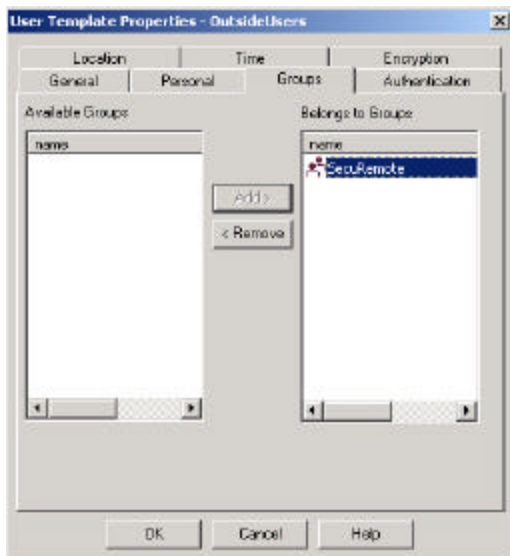 User Template Properties - OutsideUsers
Location Time Encryption
General Personal Groups Authentication
Available Groups Belongs to Groups
name name
SecuRemote
Add >
< Remove
OK Cancel Help